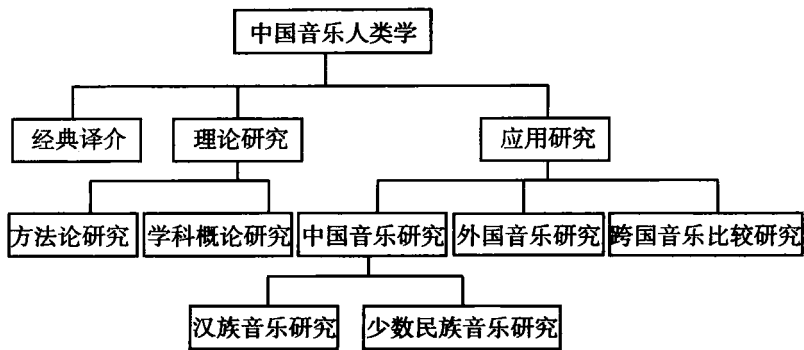 中国音乐人类学
经典译介
理论研究
应用研究
方法论研究
学科概论研究
中国音乐研究
外国音乐研究
跨国音乐比较研究
汉族音乐研究
少数民族音乐研究